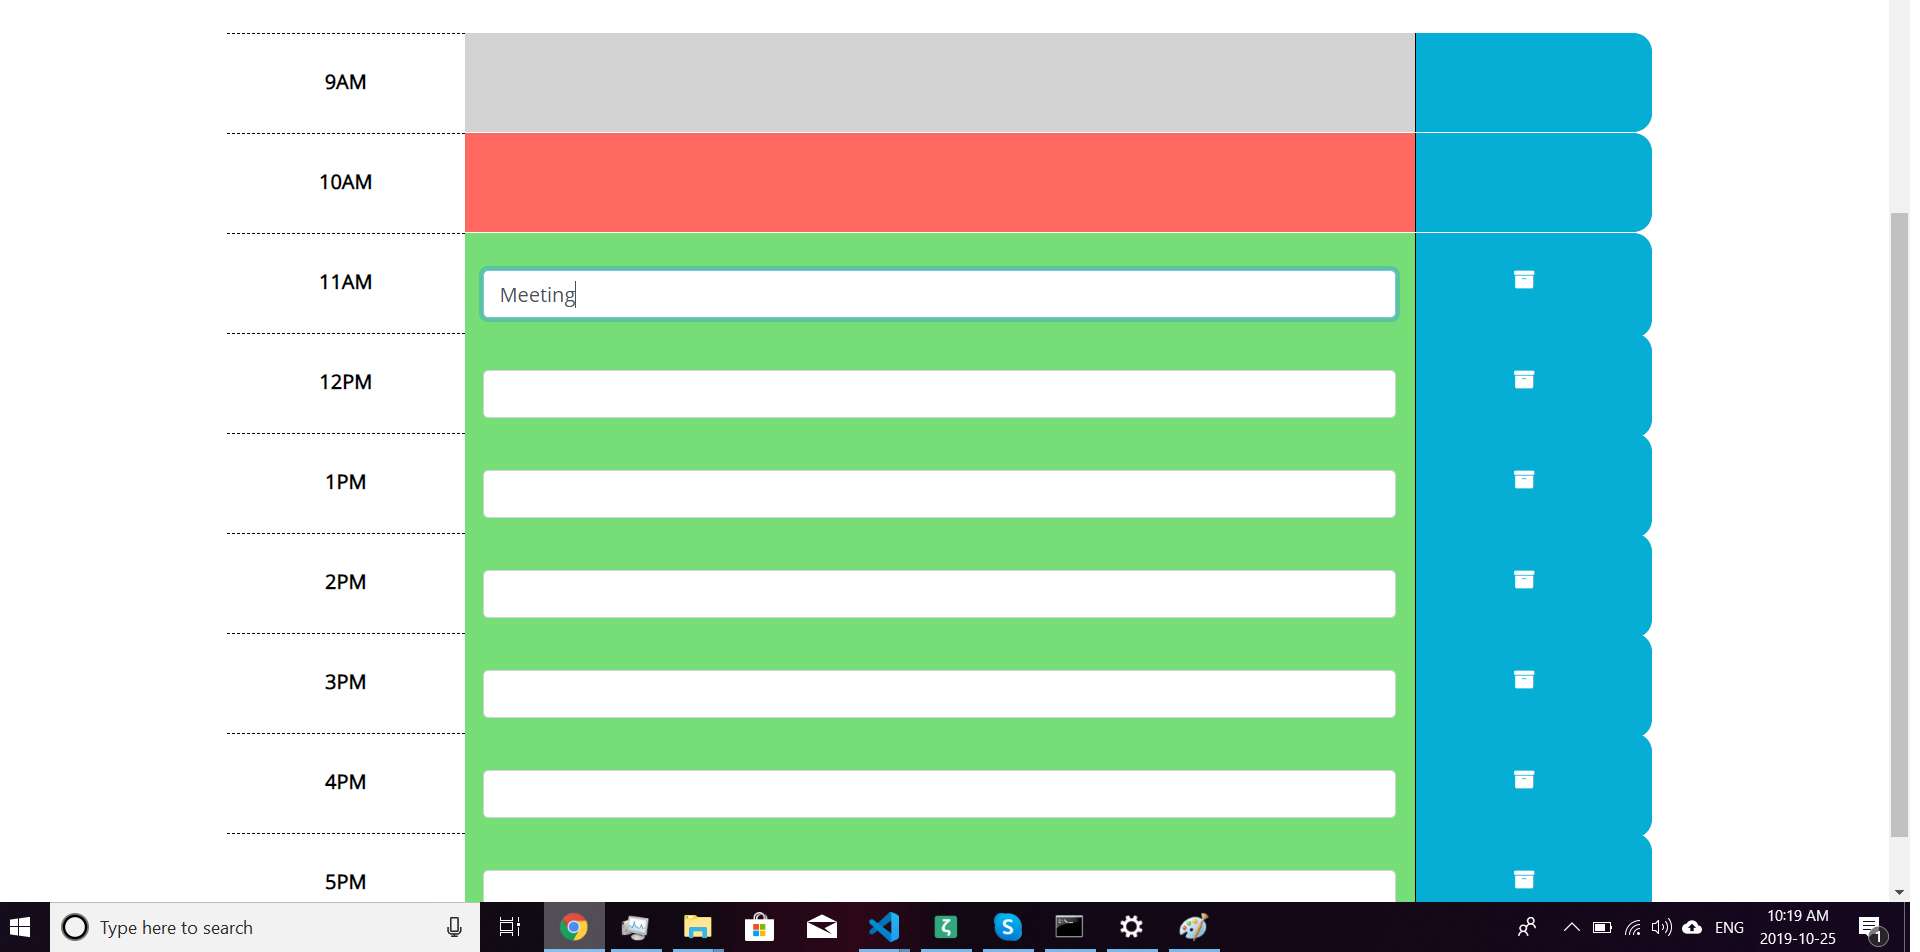 9AM
10AM
11AM
Meeting
12PM
1PM
2PM
3PM
4PM
5PM
Type here to search
ENG
10:19 AM
2019-10-25
1